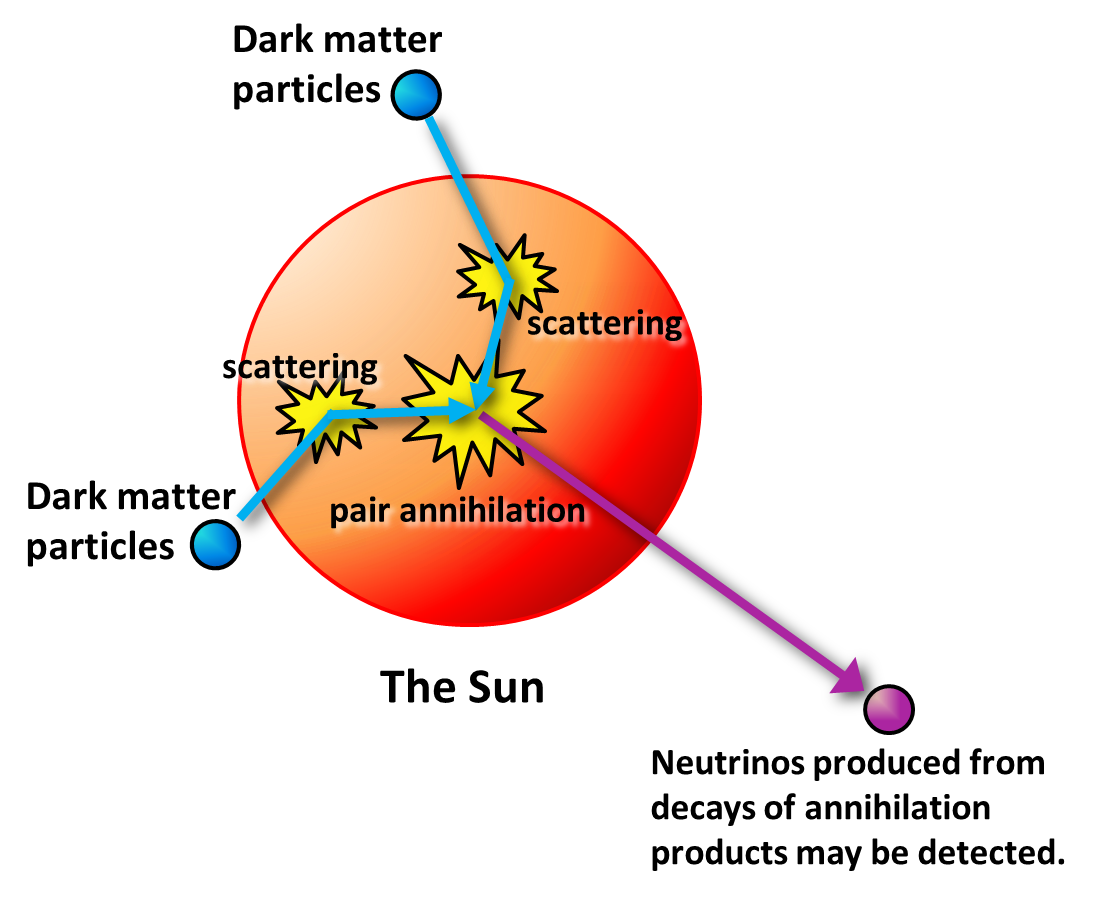 Dark matter
particles
scattering
scattering
Dark matter
particles
pair annihilation
The Sun
Neutrinos produced from
decays of annihilation
products may be detected.